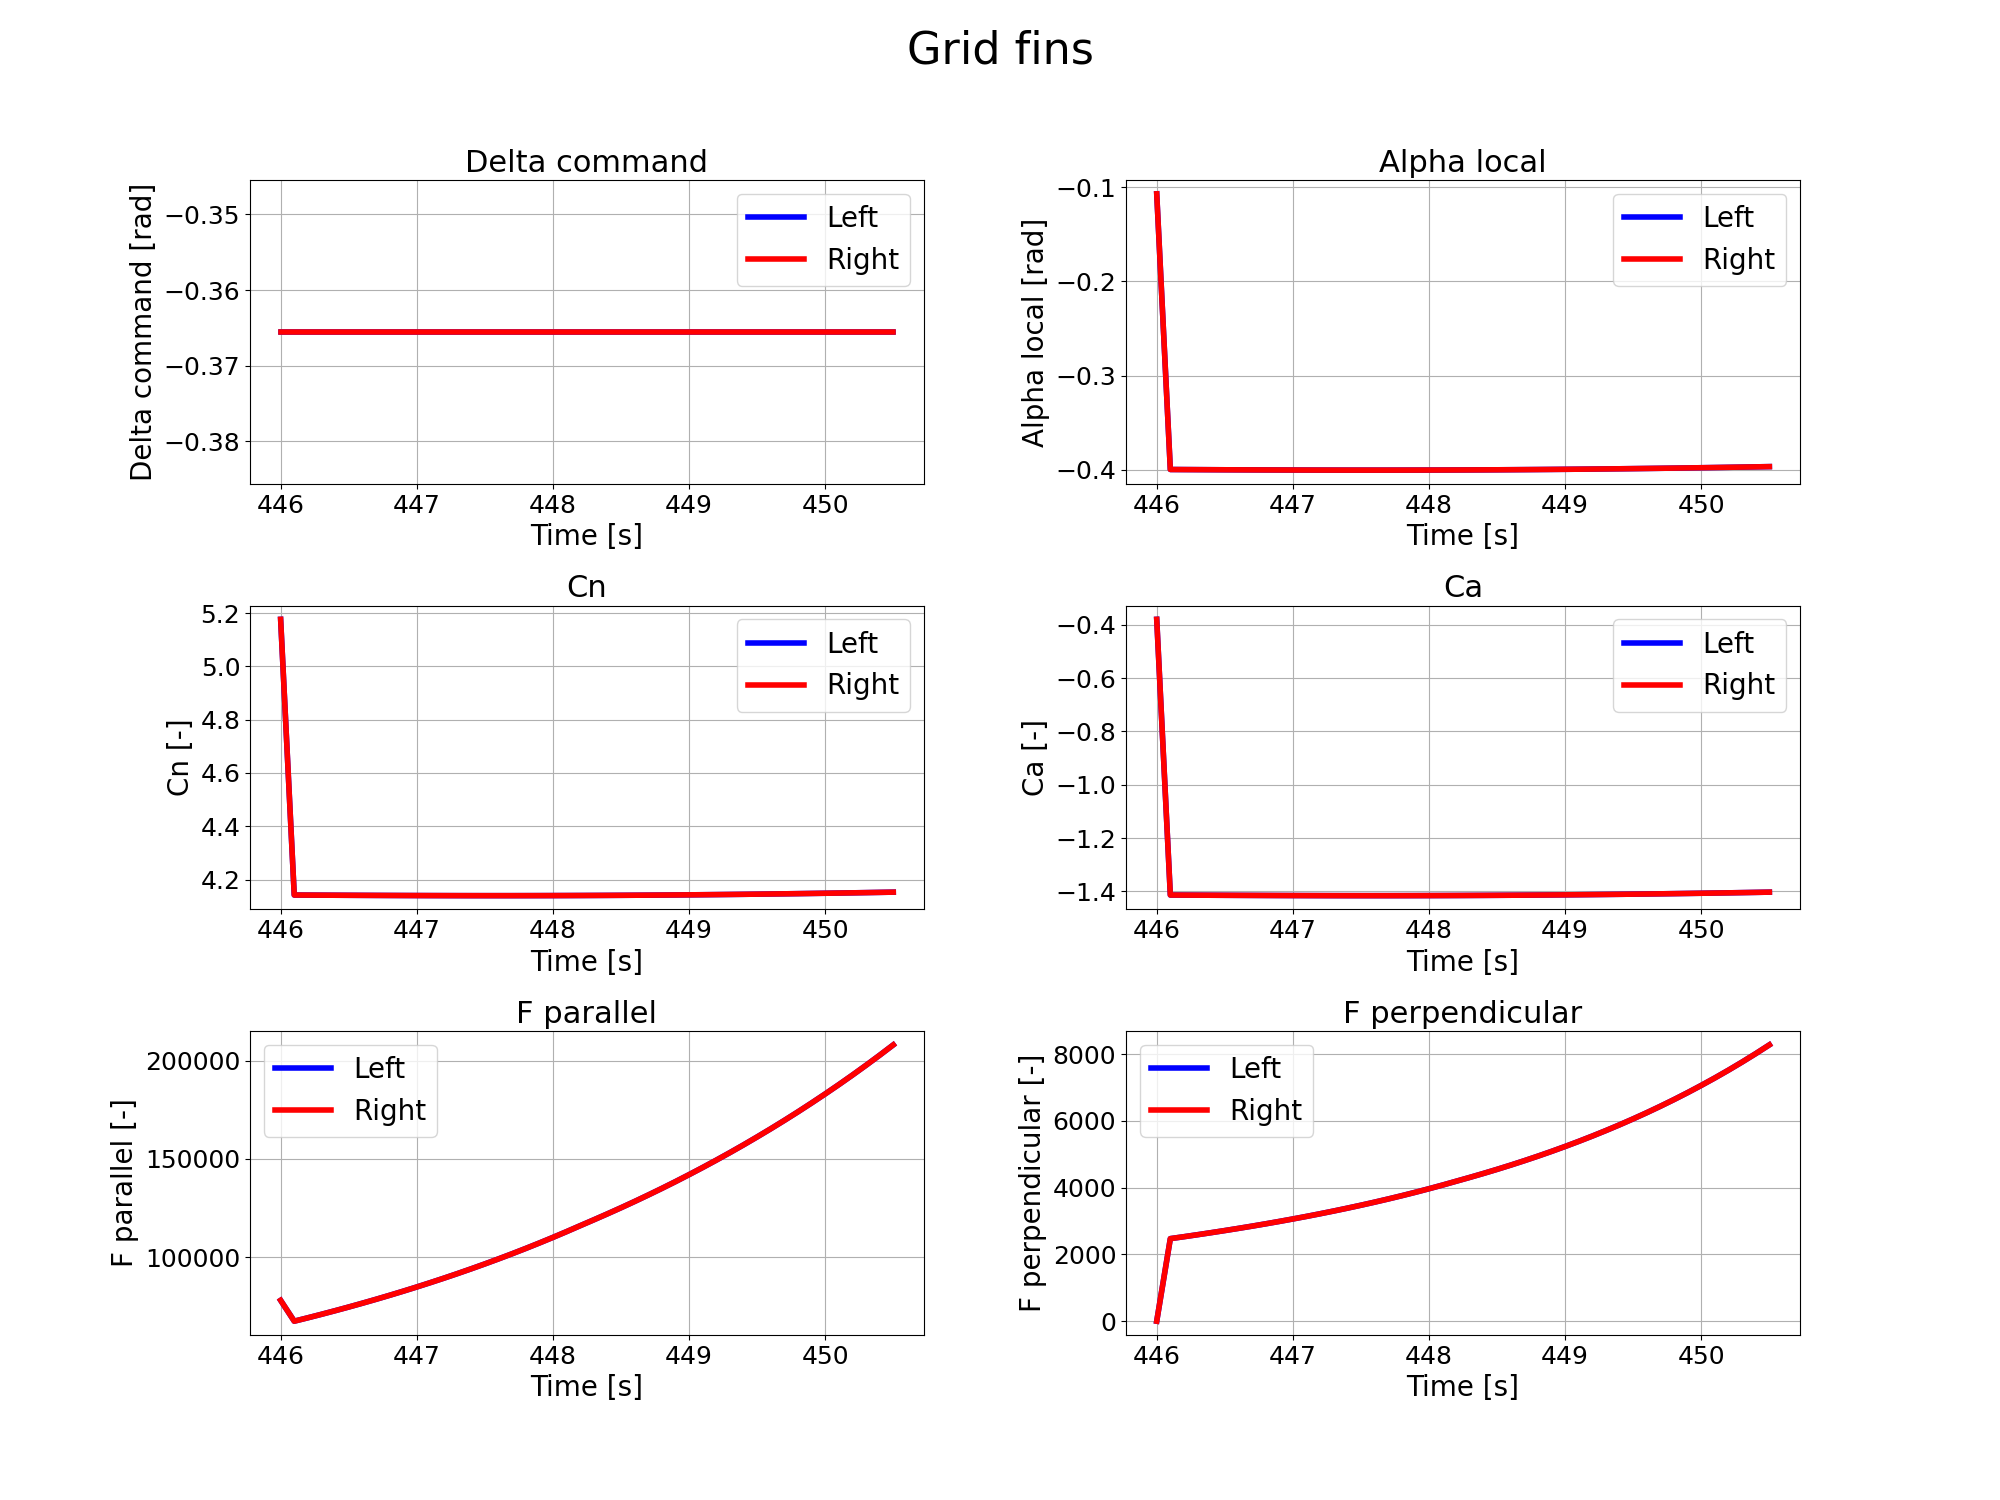 Grid fins
Delta command
Delta command [rad]
−0.35
−0.36
−0.37
−0.38
Left
Right
446 447 448 449 450
Time [s]
Alpha local
Alpha local [rad]
−0.1
−0.2
−0.3
−0.4
Left
Right
446 447 448 449 450
Time [s]
Cn
Cn [-]
5.2
5.0
4.8
4.6
4.4
4.2
Left
Right
446 447 448 449 450
Time [s]
Ca
Ca [-]
−0.4
−0.6
−0.8
−1.0
−1.2
−1.4
Left
Right
446 447 448 449 450
Time [s]
F parallel
F parallel [-]
200000
150000
100000
Left
Right
446 447 448 449 450
Time [s]
F perpendicular
F perpendicular [-]
8000
6000
4000
2000
0
Left
Right
446 447 448 449 450
Time [s]